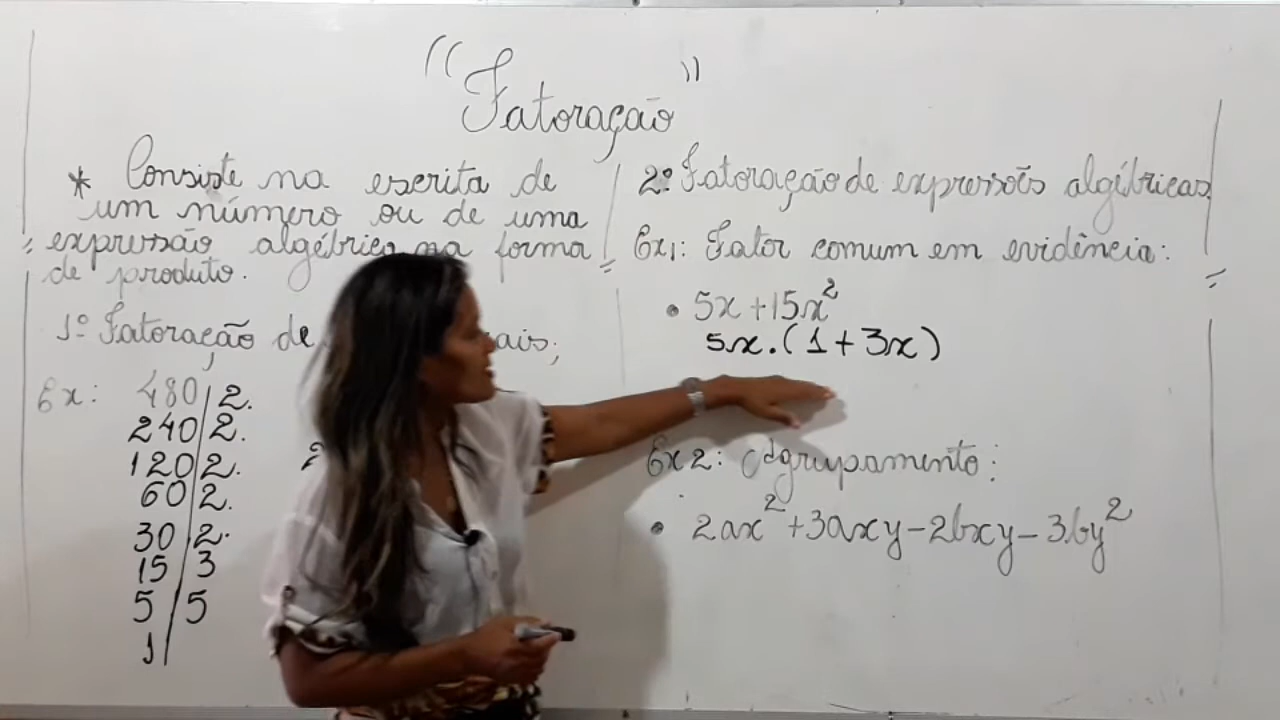 "Fatoração"
* Consiste na escrita de
um número ou de uma
expressão algébrica na forma
de produto.
1º Fatoração de ais;
Ex: 480 2.
240 2.
120 2.
60 2.
30 2.
15 3
5 5
1
2º Fatoração de expressões algébricas.
Ex1: Fator comum em evidência:
• 5x + 15x²
5x.(1 + 3x)
Ex2: Agrupamento:
• 2ax² + 3axy - 2bxy - 3by²